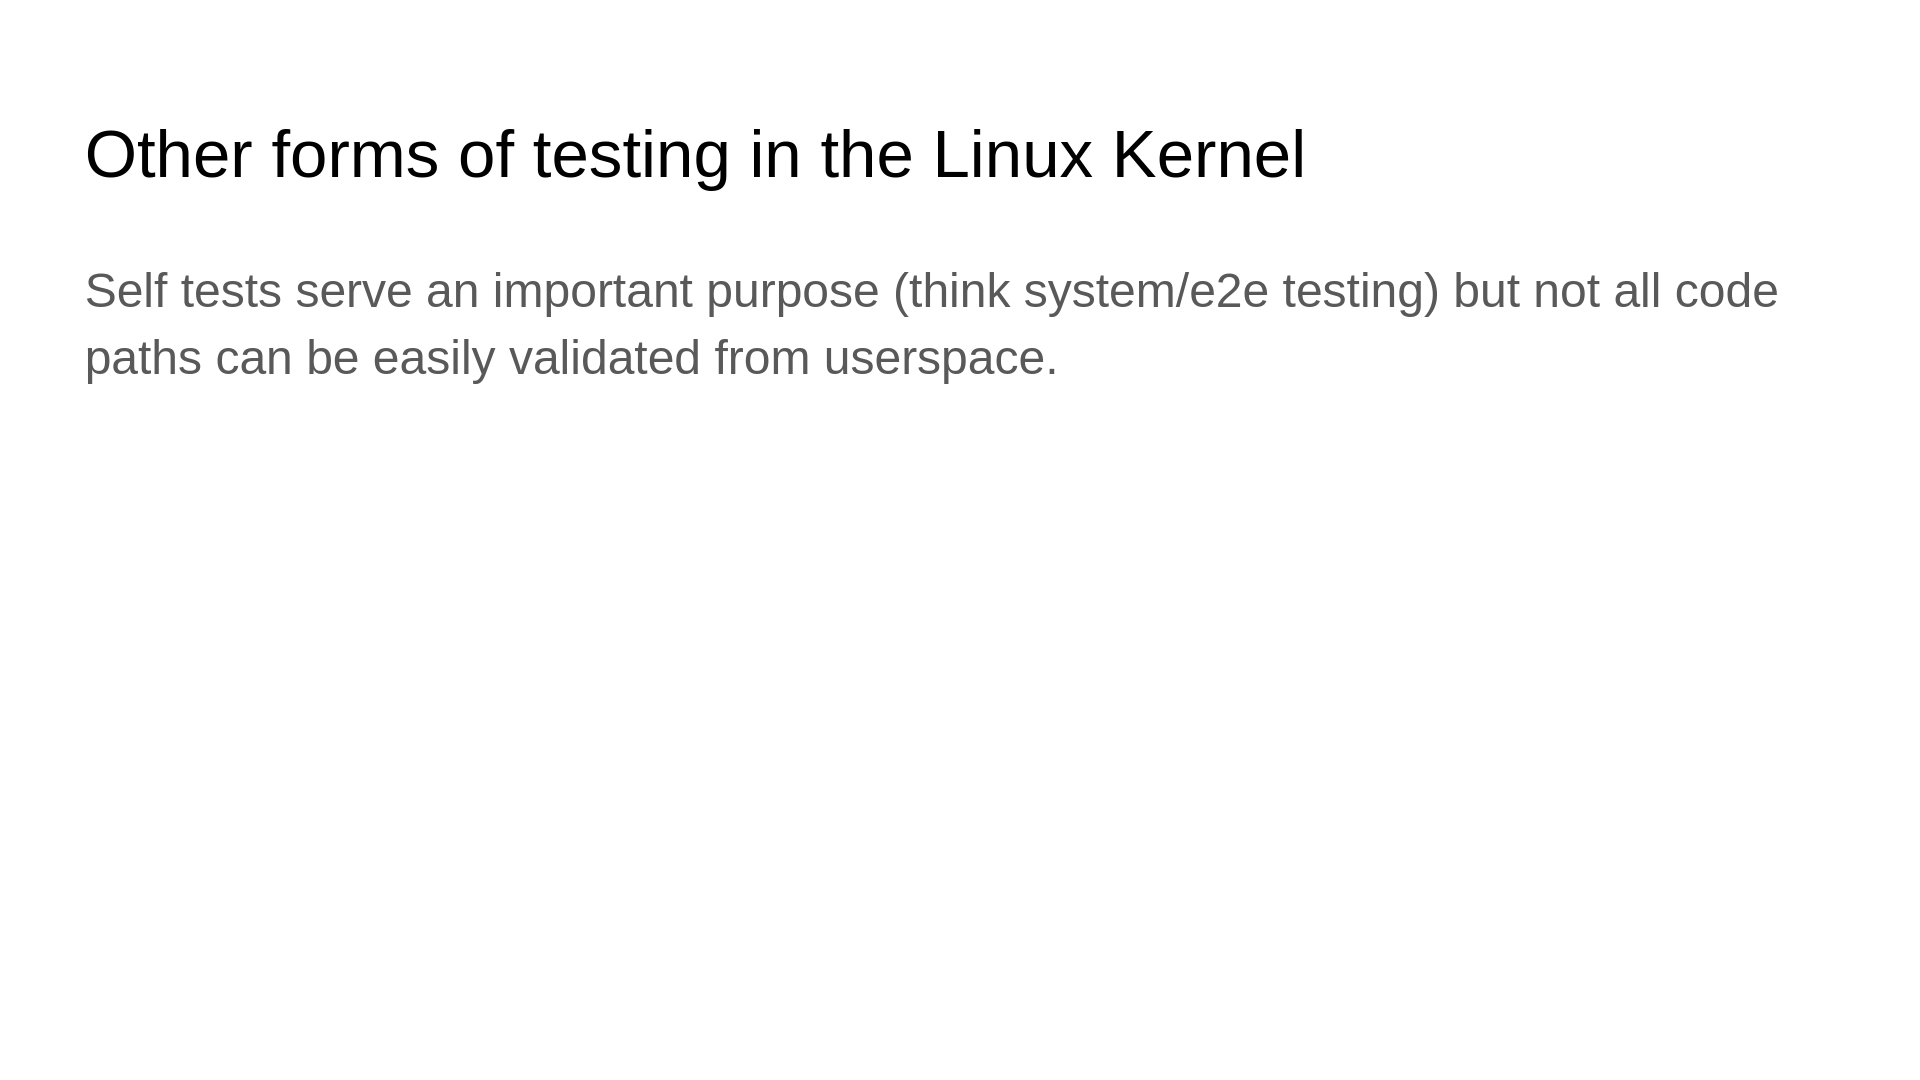 Other forms of testing in the Linux Kernel
Self tests serve an important purpose (think system/e2e testing) but not all code
paths can be easily validated from userspace.